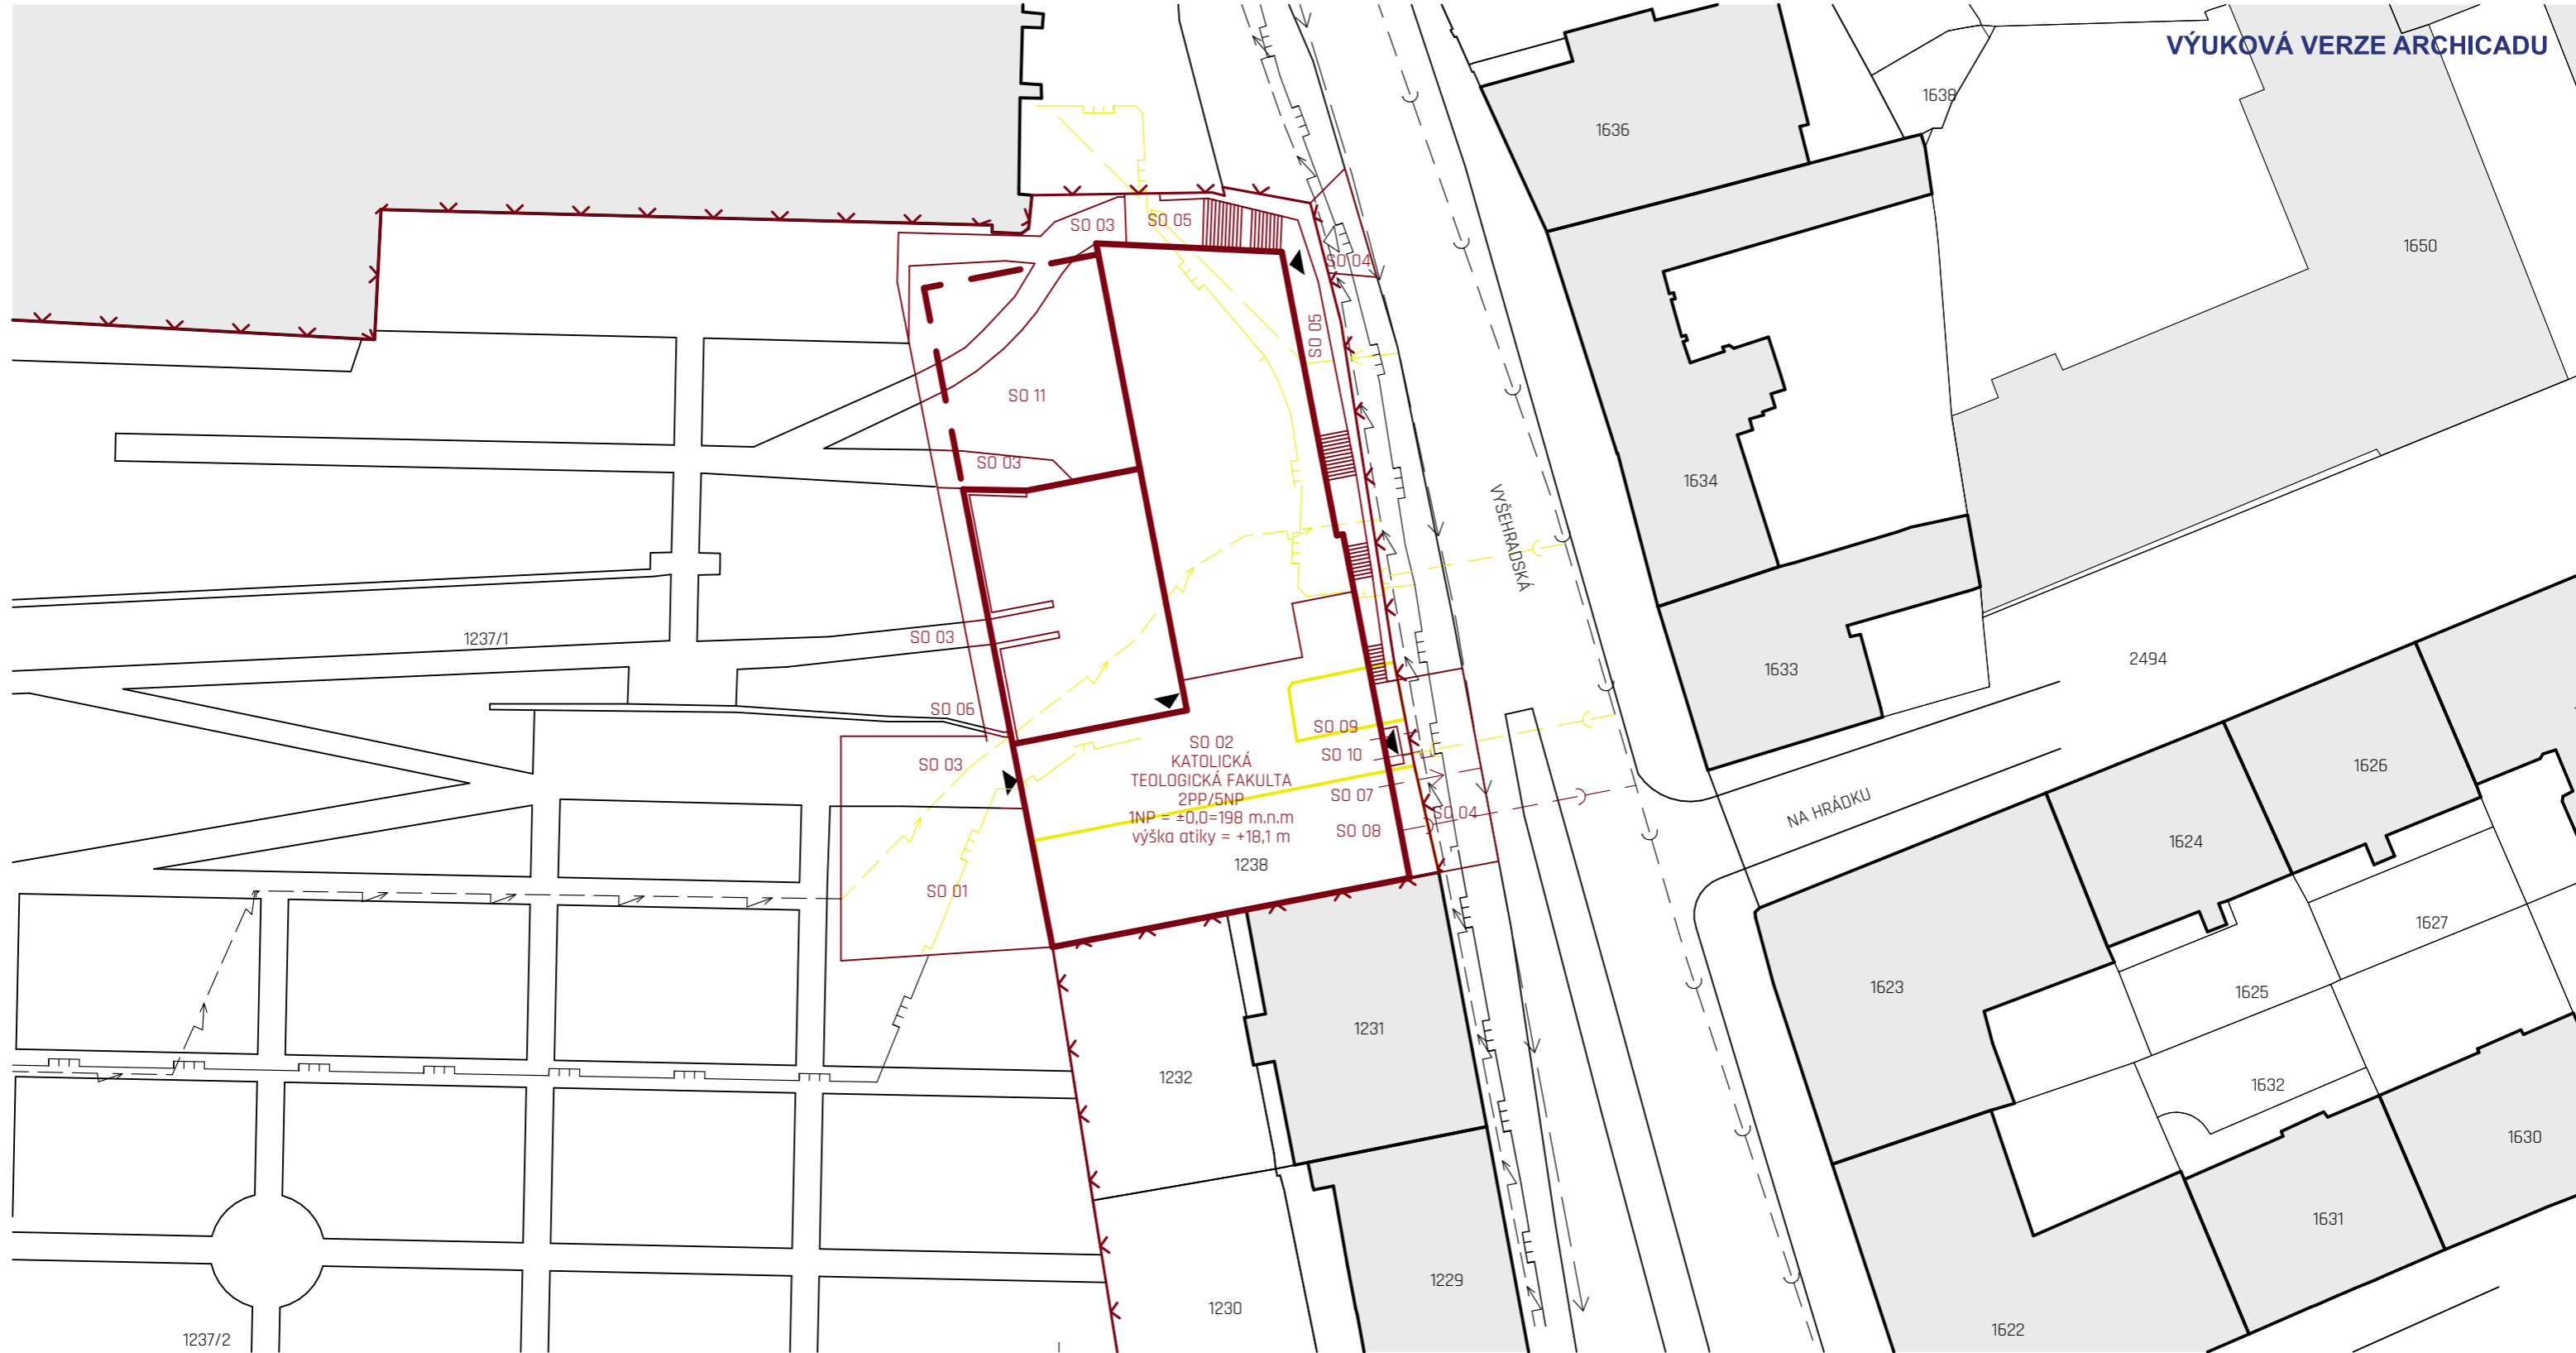 VÝUKOVÁ VERZE ARCHICADU
1638
1636
SO 03
SO 05
1650
SO 04
SO 05
SO 11
SO 03
1634
VYŠEHRADSKÁ
1237/1
SO 03
1633
2494
SO 06
SO 09
SO 02
KATOLICKÁ
TEOLOGICKÁ FAKULTA
2PP/5NP
1NP = ±0,0=198 m.n.m
výška atiky = +18,1 m
SO 10
SO 03
1626
SO 07
NA HRÁDKU
SO 04
SO 08
1624
1238
SO 01
1627
1623
1625
1231
1232
1632
1630
1631
1229
1230
1622
1237/2